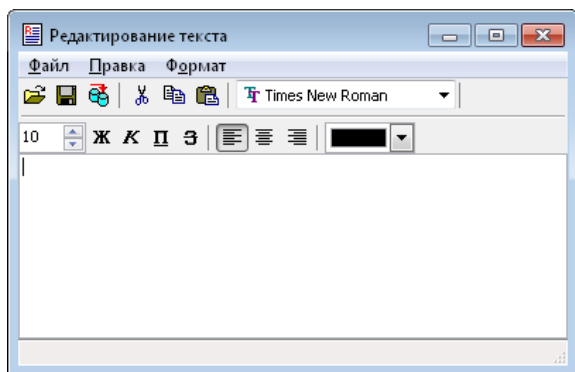 Редактирование текста
Файл Правка Формат
Times New Roman
10 Ж К П З